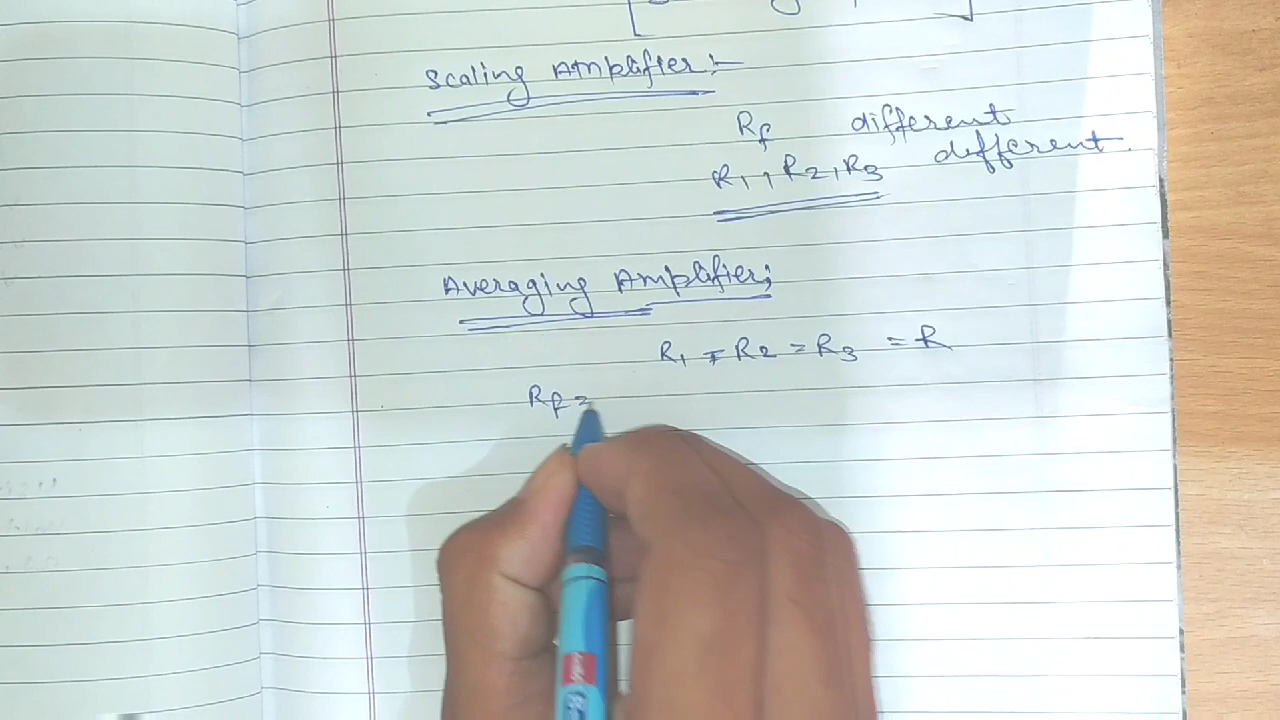 Scaling Amplifier :-
Rf different
R1, R2, R3 different.
Averaging Amplifier;
R1 = R2 = R3 = R
Rf =